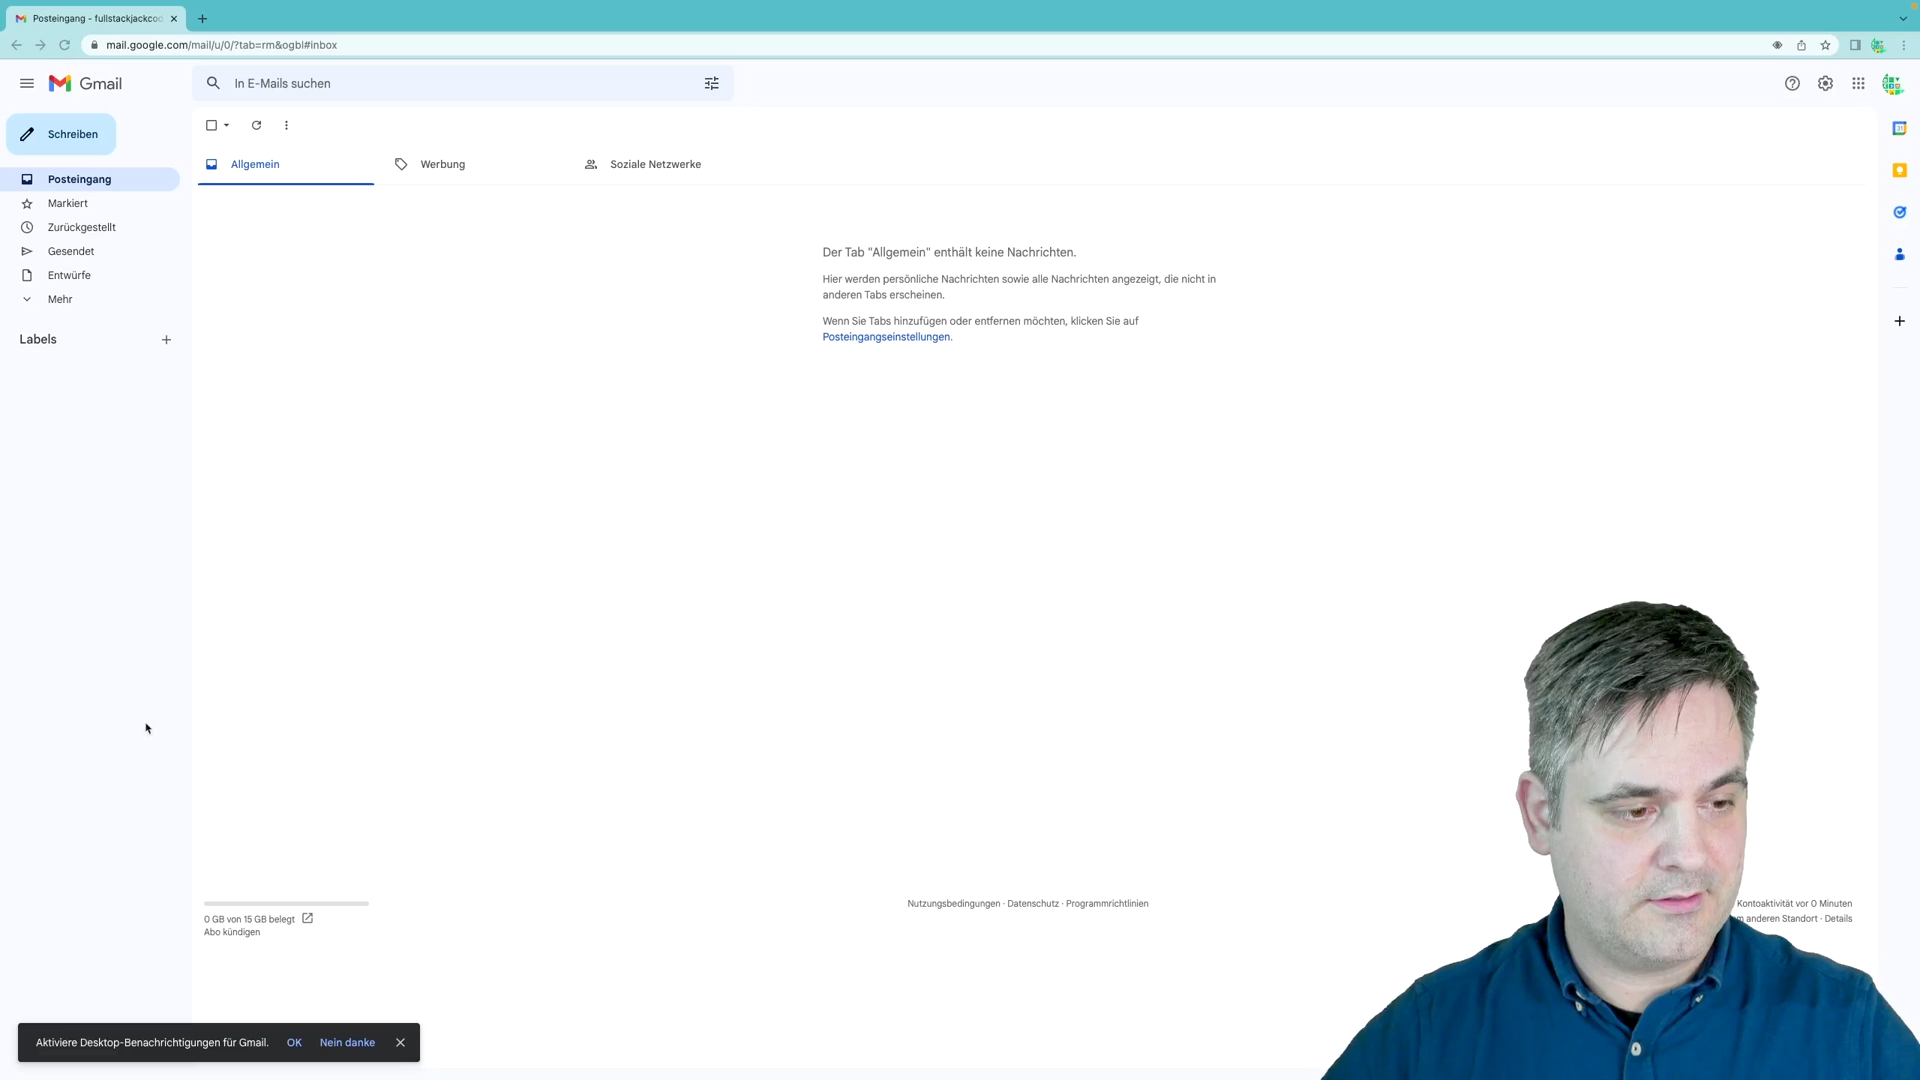 Posteingang - fullstackjackcod
mail.google.com/mail/u/0/?tab=rm&ogbl#inbox
Gmail
In E-Mails suchen
Schreiben
Allgemein
Werbung
Soziale Netzwerke
Posteingang
Markiert
Zurückgestellt
Gesendet
Entwürfe
Mehr
Labels
Der Tab "Allgemein" enthält keine Nachrichten.
Hier werden persönliche Nachrichten sowie alle Nachrichten angezeigt, die nicht in
anderen Tabs erscheinen.
Wenn Sie Tabs hinzufügen oder entfernen möchten, klicken Sie auf
Posteingangseinstellungen.
0 GB von 15 GB belegt
Abo kündigen
Nutzungsbedingungen · Datenschutz · Programmrichtlinien
Kontoaktivität vor 0 Minuten
anderen Standort · Details
Aktiviere Desktop-Benachrichtigungen für Gmail. OK Nein danke